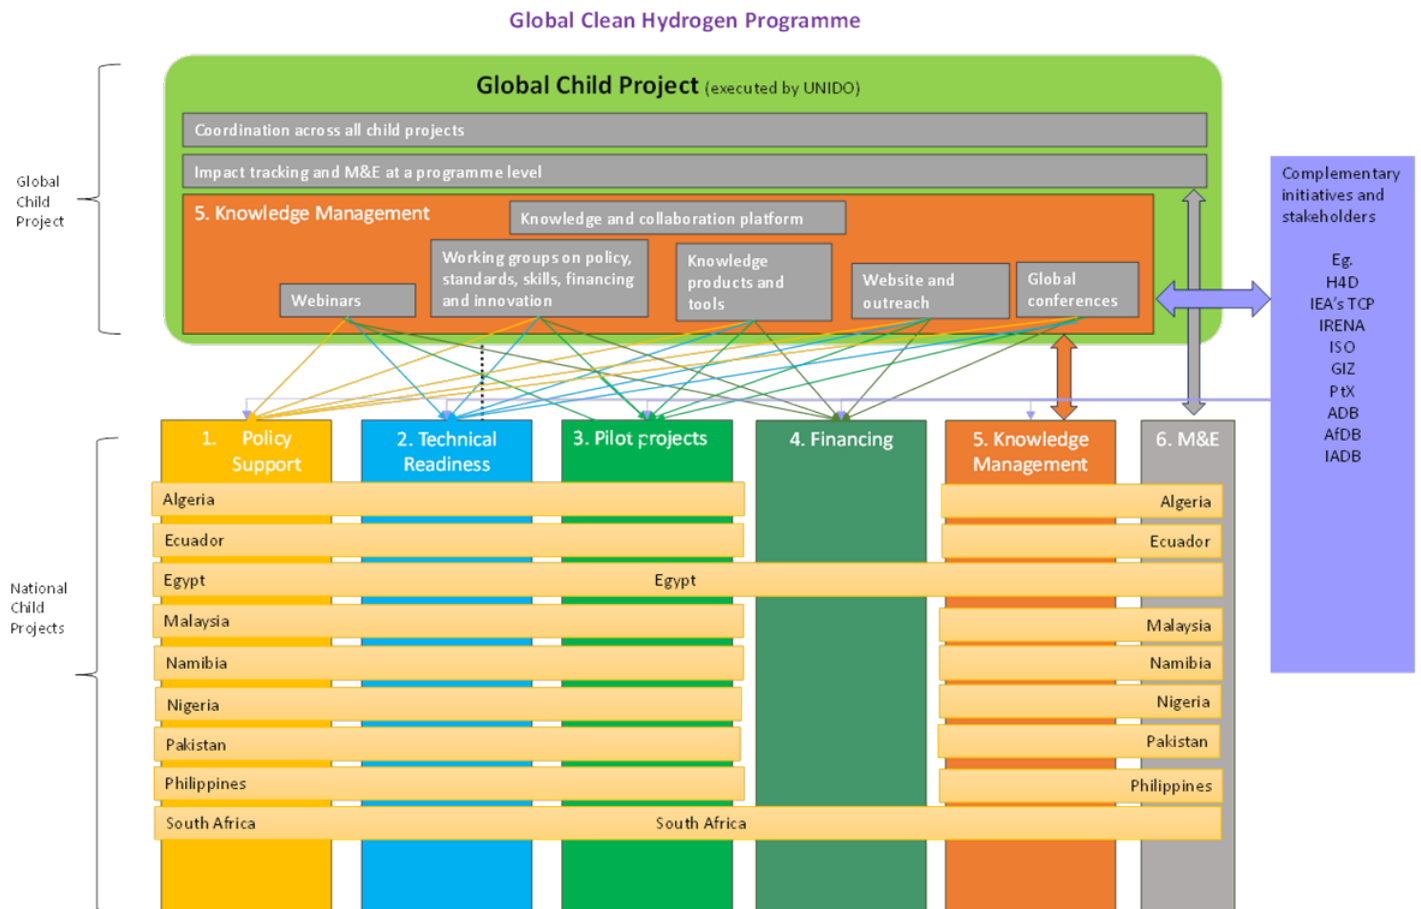 Global Clean Hydrogen Programme
Global Child Project (executed by UNIDO)
Coordination across all child projects
Impact tracking and M&E at a programme level
5. Knowledge Management
Knowledge and collaboration platform
Webinars
Working groups on policy,
standards, skills, financing
and innovation
Knowledge
products and
tools
Website and
outreach
Global
conferences
Global
Child
Project
Complementary
initiatives and
stakeholders
Eg.
H4D
IEA's TCP
IRENA
ISO
GIZ
PtX
ADB
AfDB
IADB
1. Policy
Support
2. Technical
Readiness
3. Pilot projects
4. Financing
5. Knowledge
Management
6. M&E
National
Child
Projects
Algeria
Algeria
Ecuador
Ecuador
Egypt
Egypt
Malaysia
Malaysia
Namibia
Namibia
Nigeria
Nigeria
Pakistan
Pakistan
Philippines
Philippines
South Africa
South Africa